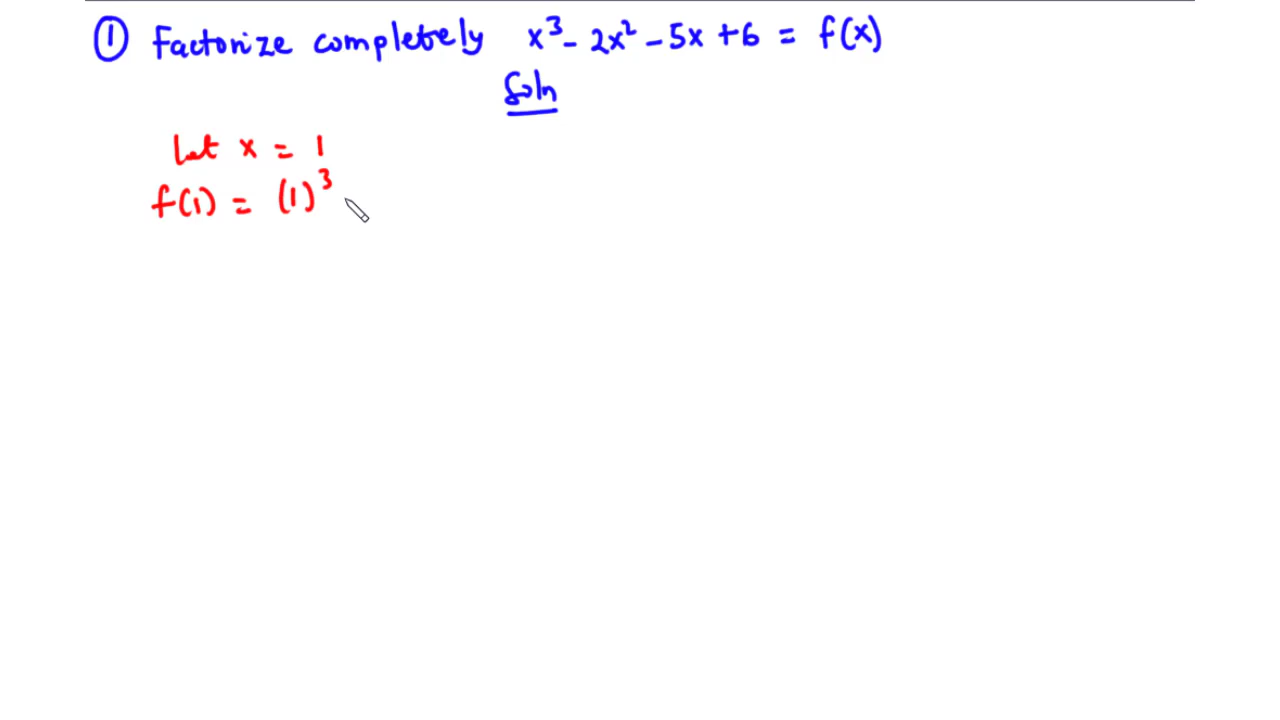 ① Factorize completely x³ - 2x² - 5x + 6 = f(x)
Soln
Let x = 1
f(1) = (1)³